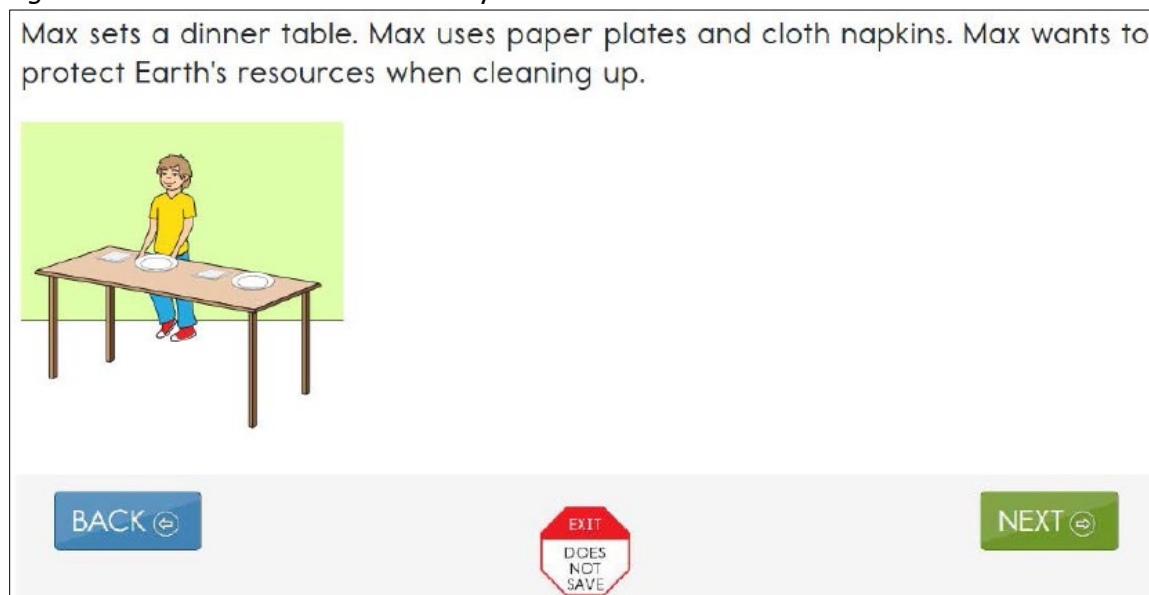 Max sets a dinner table. Max uses paper plates and cloth napkins. Max wants to
protect Earth's resources when cleaning up.
BACK
EXIT
DOES
NOT
SAVE
NEXT